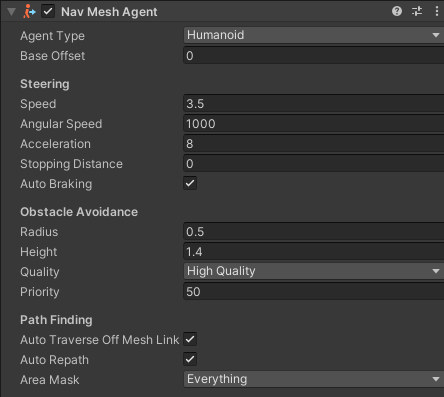 Nav Mesh Agent
Agent Type Humanoid
Base Offset 0
Steering
Speed 3.5
Angular Speed 1000
Acceleration 8
Stopping Distance 0
Auto Braking
Obstacle Avoidance
Radius 0.5
Height 1.4
Quality High Quality
Priority 50
Path Finding
Auto Traverse Off Mesh Link
Auto Repath
Area Mask Everything